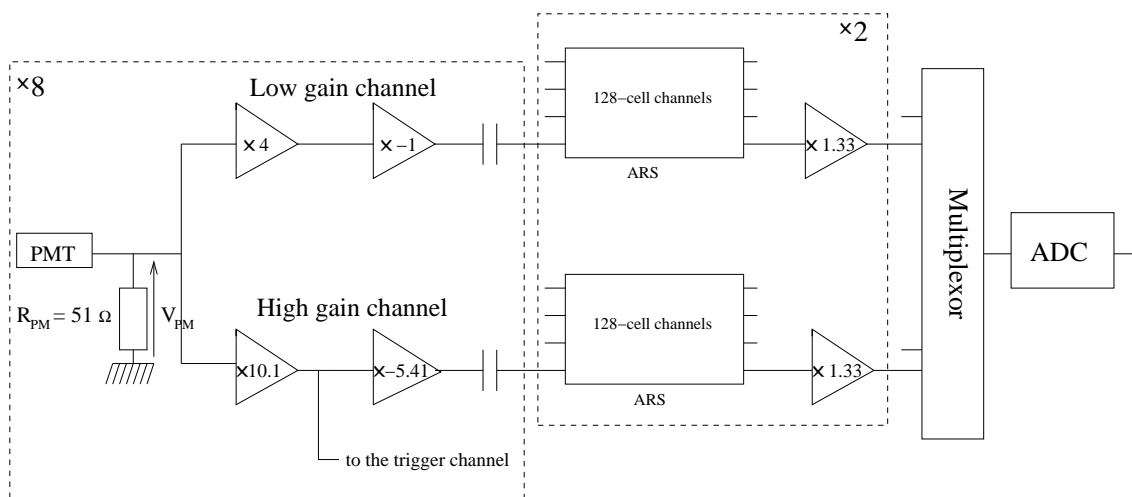 ×8
×2
Low gain channel
×4
×−1
128−cell channels
×1.33
ARS
PMT
R_PM = 51 Ω
V_PM
High gain channel
×10.1
×−5.41
128−cell channels
×1.33
ARS
to the trigger channel
Multiplexor
ADC